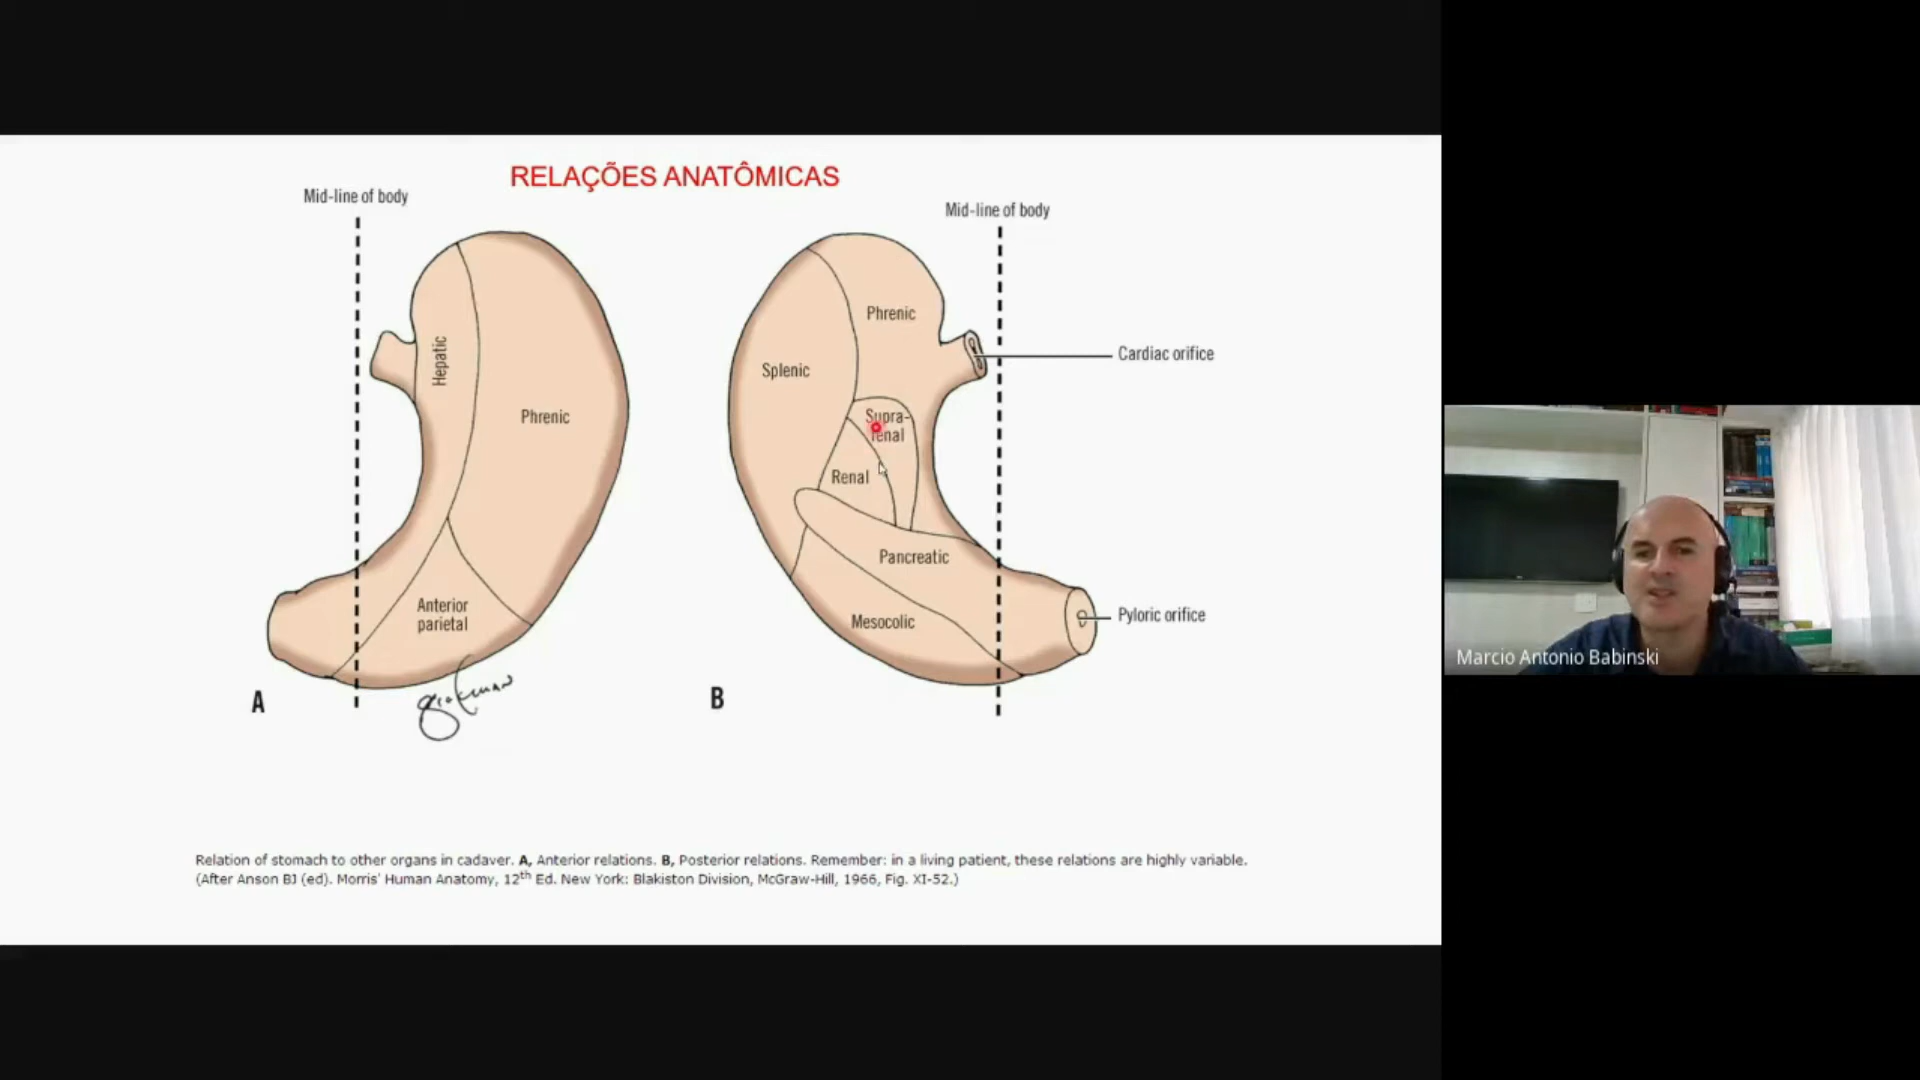 RELAÇÕES ANATÔMICAS
Mid-line of body
Mid-line of body
Hepatic
Phrenic
Anterior
parietal
A
Phrenic
Splenic
Supra-
renal
Renal
Pancreatic
Mesocolic
Cardiac orifice
Pyloric orifice
B
Relation of stomach to other organs in cadaver. A, Anterior relations. B, Posterior relations. Remember: in a living patient, these relations are highly variable.
(After Anson BJ (ed). Morris' Human Anatomy, 12th Ed. New York: Blakiston Division, McGraw-Hill, 1966, Fig. XI-52.)
Marcio Antonio Babinski